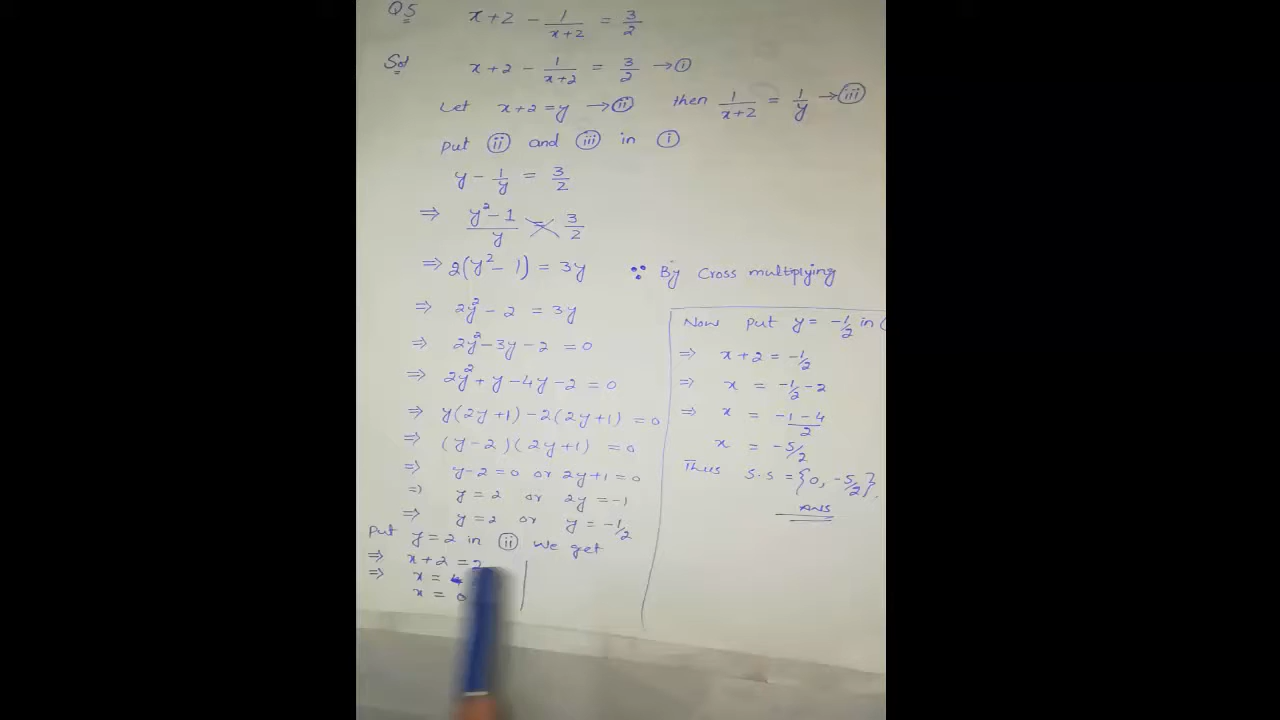 Q5 x+2 - 1/(x+2) = 3/2
Sol x+2 - 1/(x+2) = 3/2 → (i)
Let x+2 = y → (ii) then 1/(x+2) = 1/y → (iii)
Put (ii) and (iii) in (i)
y - 1/y = 3/2
⇒ (y² - 1)/y = 3/2
⇒ 2(y² - 1) = 3y ∵ By Cross multiplying
⇒ 2y² - 2 = 3y
⇒ 2y² - 3y - 2 = 0
⇒ 2y² + y - 4y - 2 = 0
⇒ y(2y+1) - 2(2y+1) = 0
⇒ (y-2)(2y+1) = 0
⇒ y-2 = 0 or 2y+1 = 0
⇒ y = 2 or 2y = -1
⇒ y = 2 or y = -1/2
Put y = 2 in (ii) we get
⇒ x+2 = 2
⇒ x =
x = 0
Now put y = -1/2 in
⇒ x+2 = -1/2
⇒ x = -1/2 - 2
⇒ x = (-1-4)/2
x = -5/2
Thus S.S = {0, -5/2}.
Ans